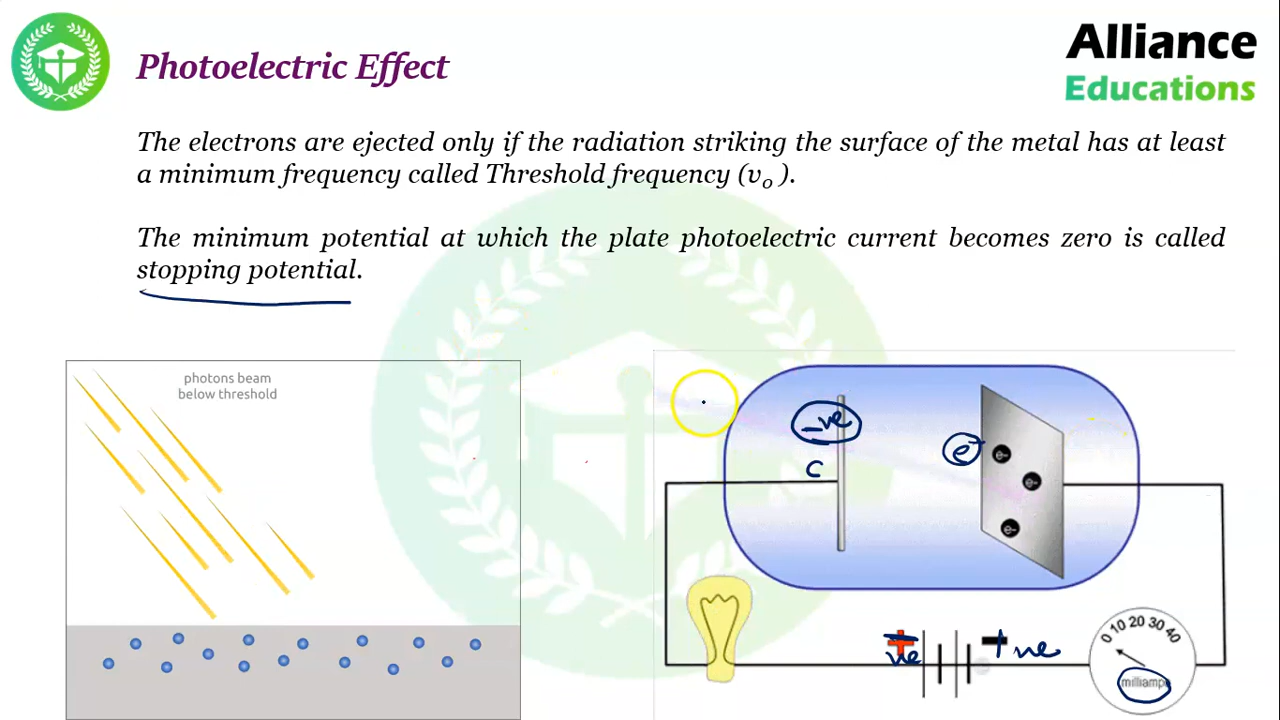 Photoelectric Effect
Alliance
Educations
The electrons are ejected only if the radiation striking the surface of the metal has at least
a minimum frequency called Threshold frequency (νo ).
The minimum potential at which the plate photoelectric current becomes zero is called
stopping potential.
photons beam
below threshold
-ve
C
e-
e-
e-
e-
0 10 20 30 40
milliamp
ve
+ve